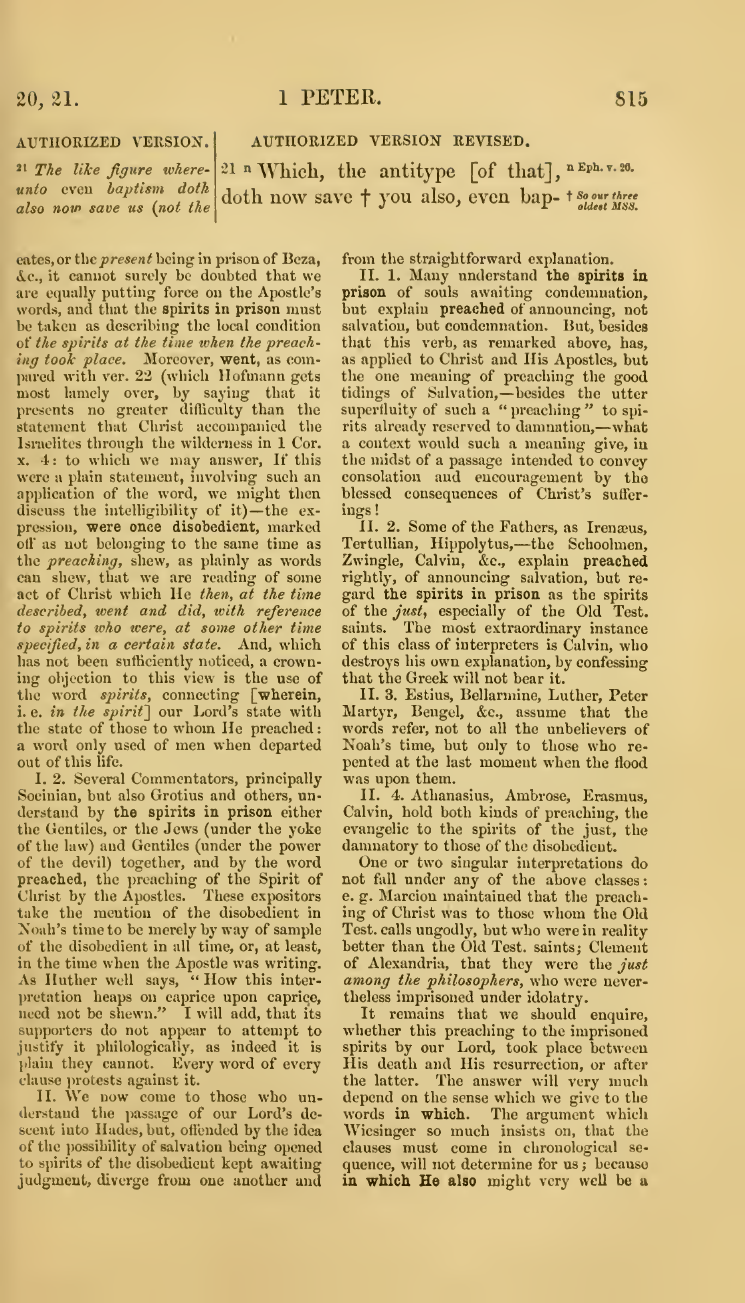 20, 21.
1 PETER.
815
AUTHORIZED VERSION.
21 The like figure where-
unto even baptism doth
also now save us (not the
AUTHORIZED VERSION REVISED.
21 n Which, the antitype [of that],
doth now save † you also, even bap-
n Eph. v. 26.
† So our three
oldest MSS.
cates, or the present being in prison of Beza,
&c., it cannot surely be doubted that we
are equally putting force on the Apostle's
words, and that the spirits in prison must
be taken as describing the local condition
of the spirits at the time when the preach-
ing took place. Moreover, went, as com-
pared with ver. 22 (which Hofmann gets
most lamely over, by saying that it
presents no greater difficulty than the
statement that Christ accompanied the
Israelites through the wilderness in 1 Cor.
x. 4: to which we may answer, If this
were a plain statement, involving such an
application of the word, we might then
discuss the intelligibility of it)—the ex-
pression, were once disobedient, marked
off as not belonging to the same time as
the preaching, shew, as plainly as words
can shew, that we are reading of some
act of Christ which He then, at the time
described, went and did, with reference
to spirits who were, at some other time
specified, in a certain state. And, which
has not been sufficiently noticed, a crown-
ing objection to this view is the use of
the word spirits, connecting [wherein,
i. e. in the spirit] our Lord's state with
the state of those to whom He preached:
a word only used of men when departed
out of this life.
I. 2. Several Commentators, principally
Socinian, but also Grotius and others, un-
derstand by the spirits in prison either
the Gentiles, or the Jews (under the yoke
of the law) and Gentiles (under the power
of the devil) together, and by the word
preached, the preaching of the Spirit of
Christ by the Apostles. These expositors
take the mention of the disobedient in
Noah's time to be merely by way of sample
of the disobedient in all time, or, at least,
in the time when the Apostle was writing.
As Huther well says, "How this inter-
pretation heaps on caprice upon caprice,
need not be shewn." I will add, that its
supporters do not appear to attempt to
justify it philologically, as indeed it is
plain they cannot. Every word of every
clause protests against it.
II. We now come to those who un-
derstand the passage of our Lord's de-
scent into Hades, but, offended by the idea
of the possibility of salvation being opened
to spirits of the disobedient kept awaiting
judgment, diverge from one another and
from the straightforward explanation.
II. 1. Many understand the spirits in
prison of souls awaiting condemnation,
but explain preached of announcing, not
salvation, but condemnation. But, besides
that this verb, as remarked above, has,
as applied to Christ and His Apostles, but
the one meaning of preaching the good
tidings of Salvation,—besides the utter
superfluity of such a "preaching" to spi-
rits already reserved to damnation,—what
a context would such a meaning give, in
the midst of a passage intended to convey
consolation and encouragement by the
blessed consequences of Christ's suffer-
ings!
II. 2. Some of the Fathers, as Irenæus,
Tertullian, Hippolytus,—the Schoolmen,
Zwingle, Calvin, &c., explain preached
rightly, of announcing salvation, but re-
gard the spirits in prison as the spirits
of the just, especially of the Old Test.
saints. The most extraordinary instance
of this class of interpreters is Calvin, who
destroys his own explanation, by confessing
that the Greek will not bear it.
II. 3. Estius, Bellarmine, Luther, Peter
Martyr, Bengel, &c., assume that the
words refer, not to all the unbelievers of
Noah's time, but only to those who re-
pented at the last moment when the flood
was upon them.
II. 4. Athanasius, Ambrose, Erasmus,
Calvin, hold both kinds of preaching, the
evangelic to the spirits of the just, the
damnatory to those of the disobedient.
One or two singular interpretations do
not fall under any of the above classes:
e. g. Marcion maintained that the preach-
ing of Christ was to those whom the Old
Test. calls ungodly, but who were in reality
better than the Old Test. saints; Clement
of Alexandria, that they were the just
among the philosophers, who were never-
theless imprisoned under idolatry.
It remains that we should enquire,
whether this preaching to the imprisoned
spirits by our Lord, took place between
His death and His resurrection, or after
the latter. The answer will very much
depend on the sense which we give to the
words in which. The argument which
Wiesinger so much insists on, that the
clauses must come in chronological se-
quence, will not determine for us; because
in which He also might very well be a